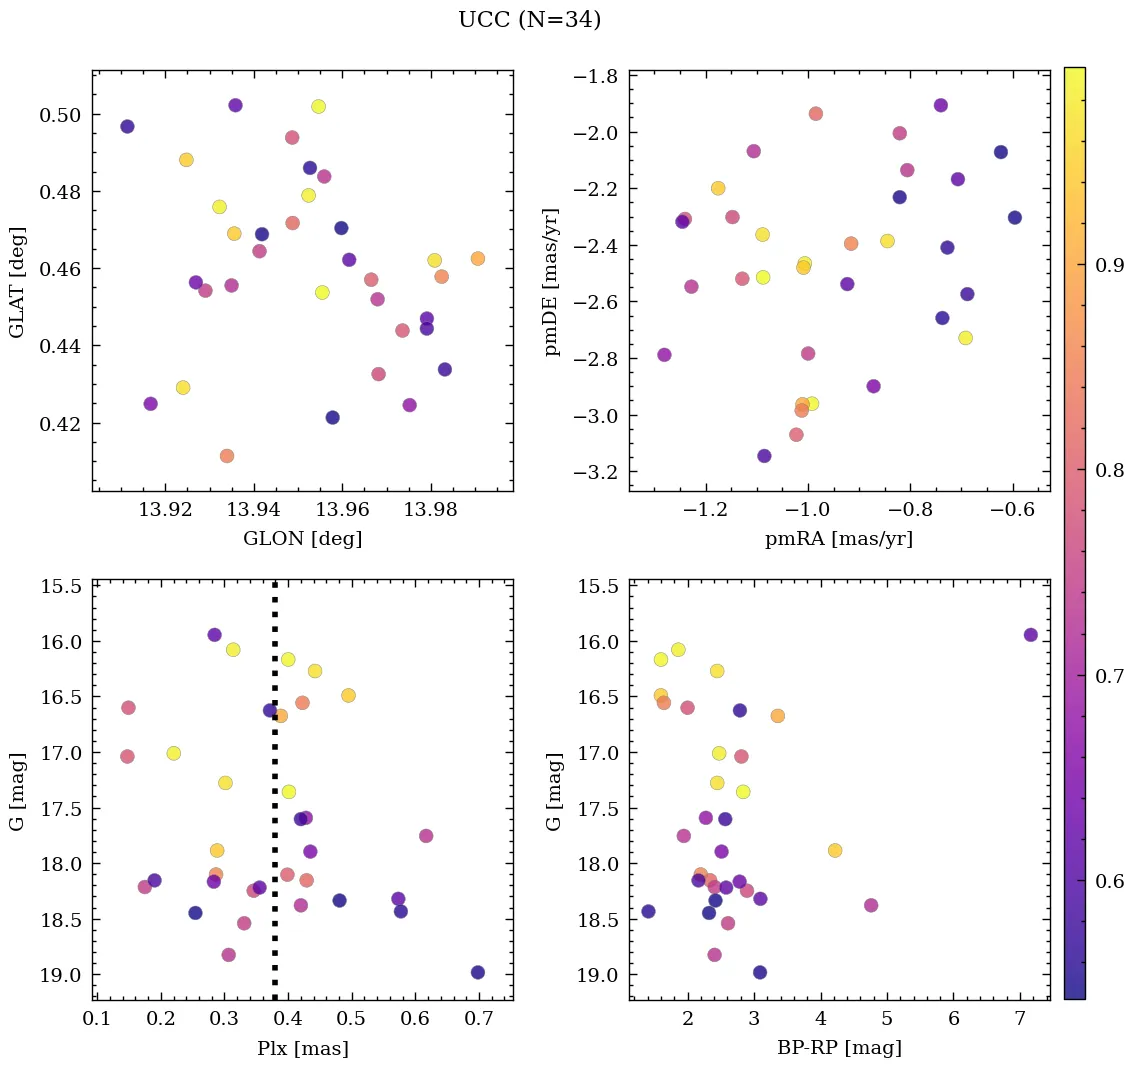 UCC (N=34)
0.50
0.48
0.46
0.44
0.42
GLAT [deg]
13.92 13.94 13.96 13.98
GLON [deg]
−1.8
−2.0
−2.2
−2.4
−2.6
−2.8
−3.0
−3.2
pmDE [mas/yr]
−1.2 −1.0 −0.8 −0.6
pmRA [mas/yr]
0.9
0.8
0.7
0.6
15.5
16.0
16.5
17.0
17.5
18.0
18.5
19.0
G [mag]
0.1 0.2 0.3 0.4 0.5 0.6 0.7
Plx [mas]
15.5
16.0
16.5
17.0
17.5
18.0
18.5
19.0
G [mag]
2 3 4 5 6 7
BP-RP [mag]